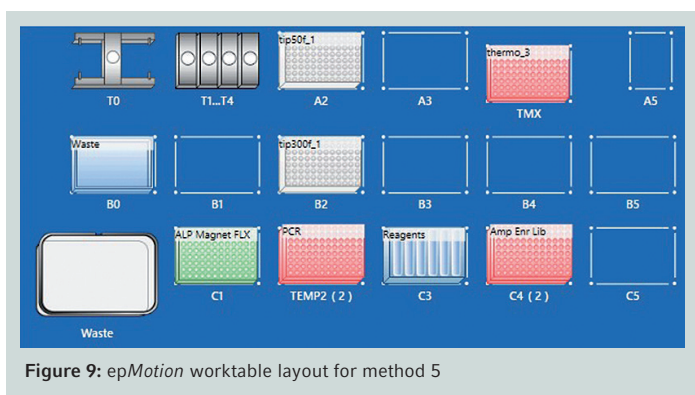 tip50f_1
thermo_3
T0 T1...T4 A2 A3 TMX A5
Waste
tip300f_1
B0 B1 B2 B3 B4 B5
ALP Magnet FLX
PCR
Reagents
Amp Enr Lib
C1 TEMP2 ( 2 ) C3 C4 ( 2 ) C5
Waste
Figure 9: epMotion worktable layout for method 5